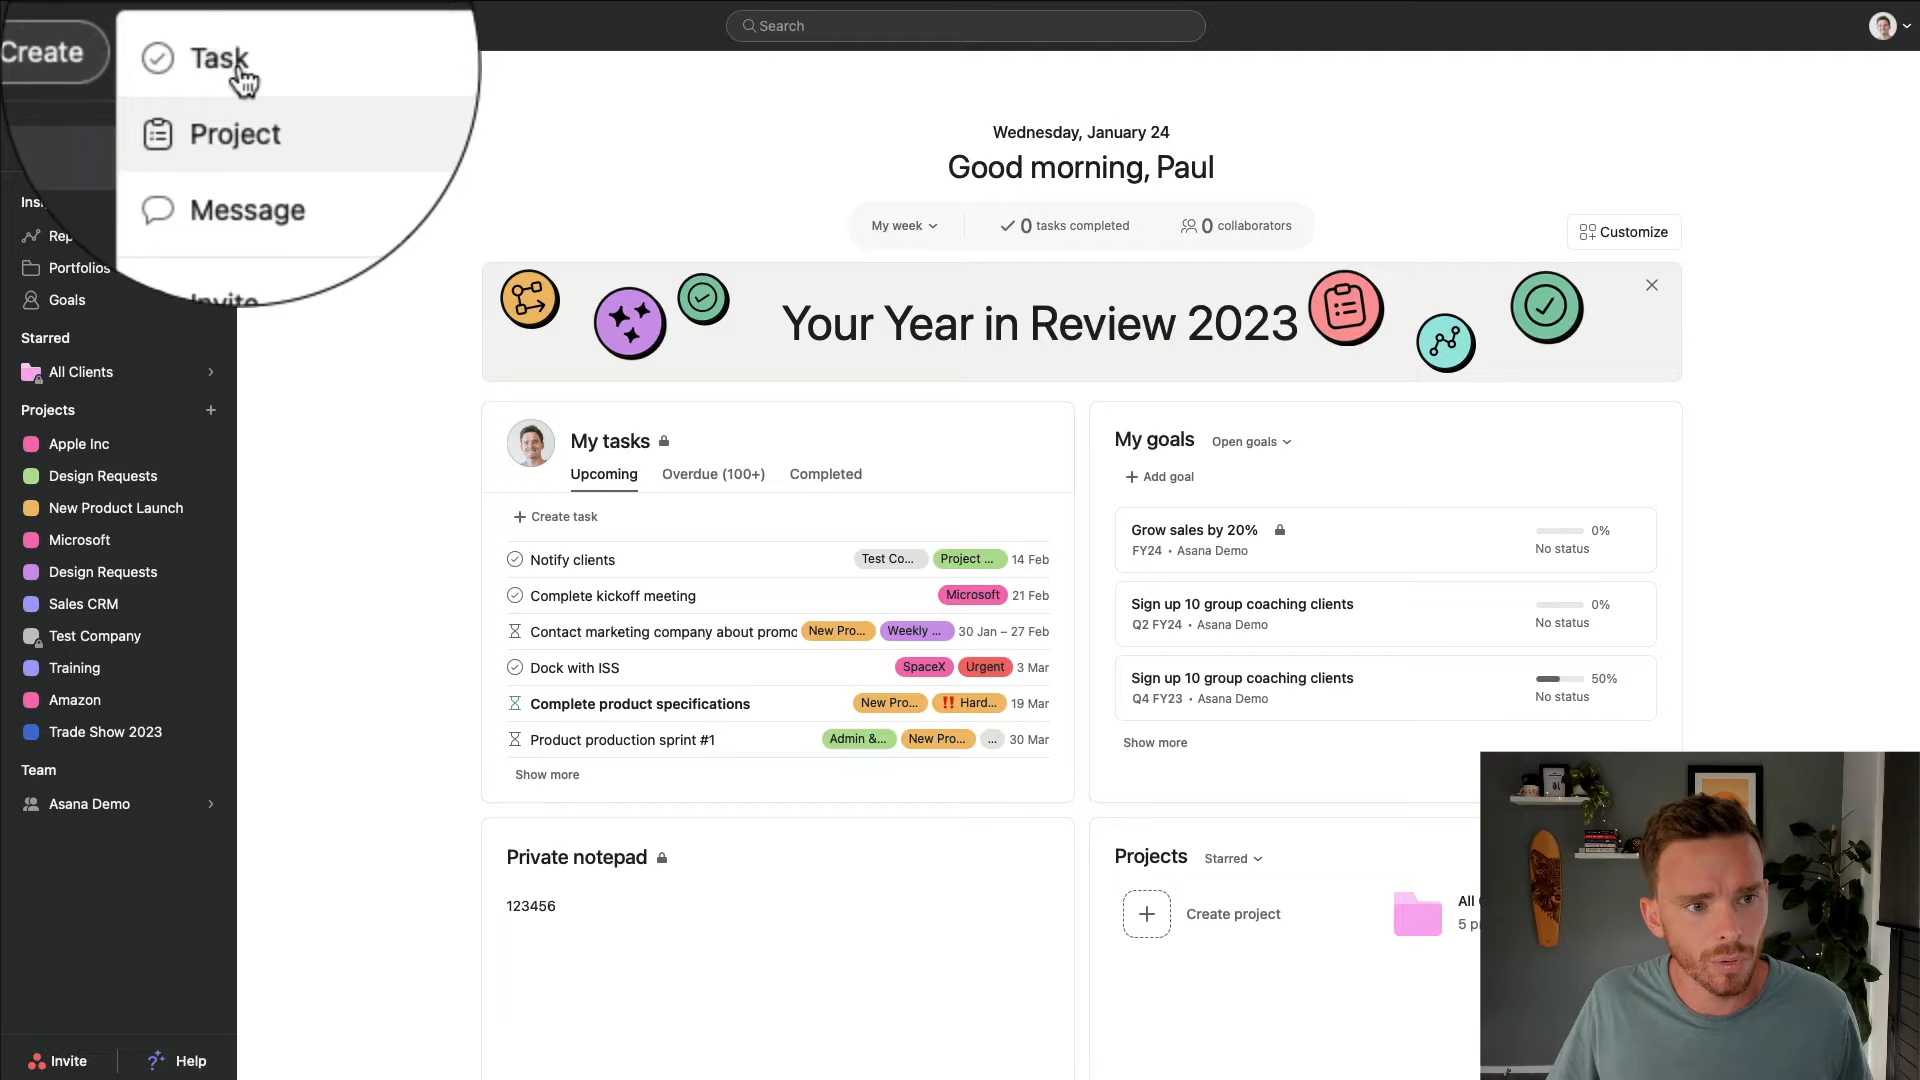 Create
Task
Project
Message
Invite
Search
Portfolios
Goals
Starred
All Clients
Projects
Apple Inc
Design Requests
New Product Launch
Microsoft
Design Requests
Sales CRM
Test Company
Training
Amazon
Trade Show 2023
Team
Asana Demo
Invite
Help
Wednesday, January 24
Good morning, Paul
My week
0 tasks completed
0 collaborators
Customize
Your Year in Review 2023
My tasks
Upcoming
Overdue (100+)
Completed
Create task
Notify clients Test Co... Project ... 14 Feb
Complete kickoff meeting Microsoft 21 Feb
Contact marketing company about promo New Pro... Weekly ... 30 Jan – 27 Feb
Dock with ISS SpaceX Urgent 3 Mar
Complete product specifications New Pro... ‼ Hard... 19 Mar
Product production sprint #1 Admin &... New Pro... ... 30 Mar
Show more
My goals Open goals
Add goal
Grow sales by 20% 0%
FY24 • Asana Demo No status
Sign up 10 group coaching clients 0%
Q2 FY24 • Asana Demo No status
Sign up 10 group coaching clients 50%
Q4 FY23 • Asana Demo No status
Show more
Private notepad
123456
Projects Starred
Create project
All
5 p